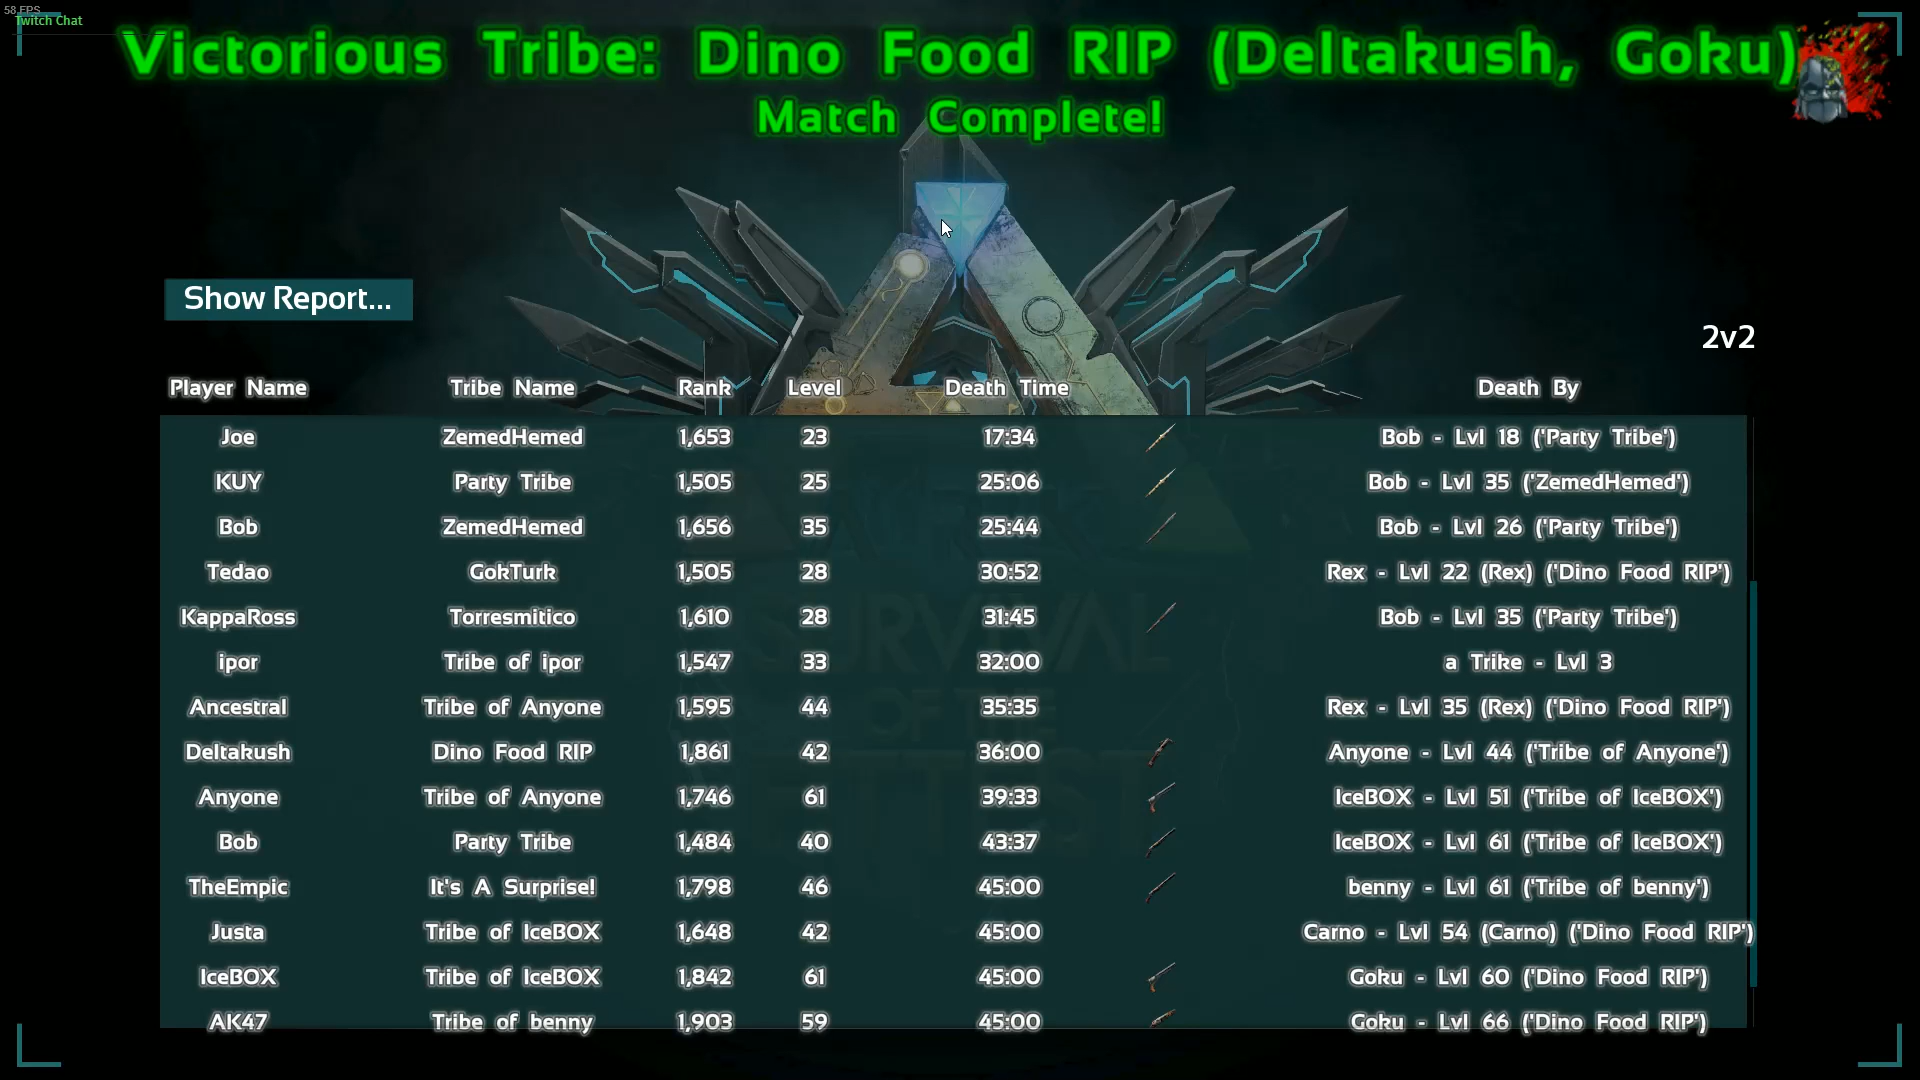 58 FPS
Twitch Chat
Victorious Tribe: Dino Food RIP (Deltakush, Goku)
Match Complete!
Show Report...
2v2
Player Name Tribe Name Rank Level Death Time Death By
Joe ZemedHemed 1,653 23 17:34 Bob - Lvl 18 ('Party Tribe')
KUY Party Tribe 1,505 25 25:06 Bob - Lvl 35 ('ZemedHemed')
Bob ZemedHemed 1,656 35 25:44 Bob - Lvl 26 ('Party Tribe')
Tedao GokTurk 1,505 28 30:52 Rex - Lvl 22 (Rex) ('Dino Food RIP')
KappaRoss Torresmitico 1,610 28 31:45 Bob - Lvl 35 ('Party Tribe')
ipor Tribe of ipor 1,547 33 32:00 a Trike - Lvl 3
Ancestral Tribe of Anyone 1,595 44 35:35 Rex - Lvl 35 (Rex) ('Dino Food RIP')
Deltakush Dino Food RIP 1,861 42 36:00 Anyone - Lvl 44 ('Tribe of Anyone')
Anyone Tribe of Anyone 1,746 61 39:33 IceBOX - Lvl 51 ('Tribe of IceBOX')
Bob Party Tribe 1,484 40 43:37 IceBOX - Lvl 61 ('Tribe of IceBOX')
TheEmpic It's A Surprise! 1,798 46 45:00 benny - Lvl 61 ('Tribe of benny')
Justa Tribe of IceBOX 1,648 42 45:00 Carno - Lvl 54 (Carno) ('Dino Food RIP')
IceBOX Tribe of IceBOX 1,842 61 45:00 Goku - Lvl 60 ('Dino Food RIP')
AK47 Tribe of benny 1,903 59 45:00 Goku - Lvl 66 ('Dino Food RIP')
SURVIVAL
OF THE
FITTEST